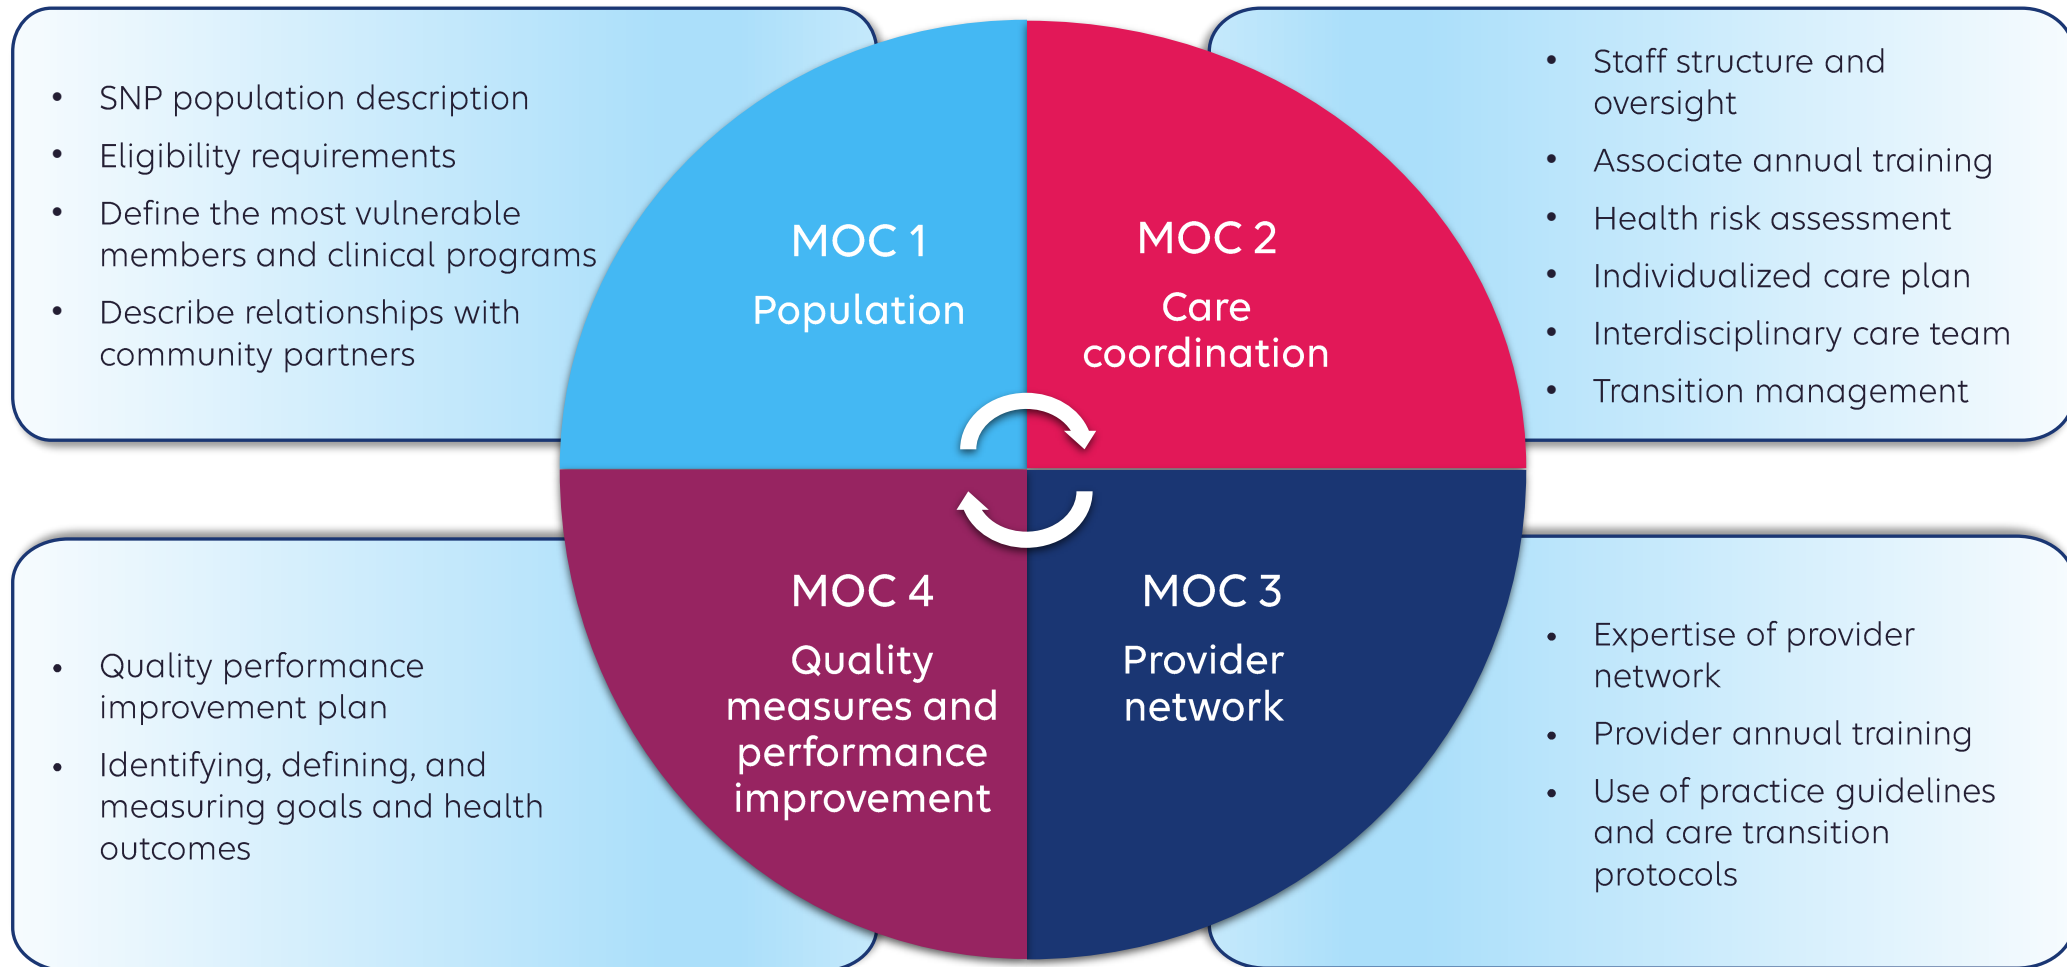 • SNP population description
• Eligibility requirements
• Define the most vulnerable
members and clinical programs
• Describe relationships with
community partners
MOC 1
Population
MOC 2
Care
coordination
• Staff structure and
oversight
• Associate annual training
• Health risk assessment
• Individualized care plan
• Interdisciplinary care team
• Transition management
• Quality performance
improvement plan
• Identifying, defining, and
measuring goals and health
outcomes
MOC 4
Quality
measures and
performance
improvement
MOC 3
Provider
network
• Expertise of provider
network
• Provider annual training
• Use of practice guidelines
and care transition
protocols